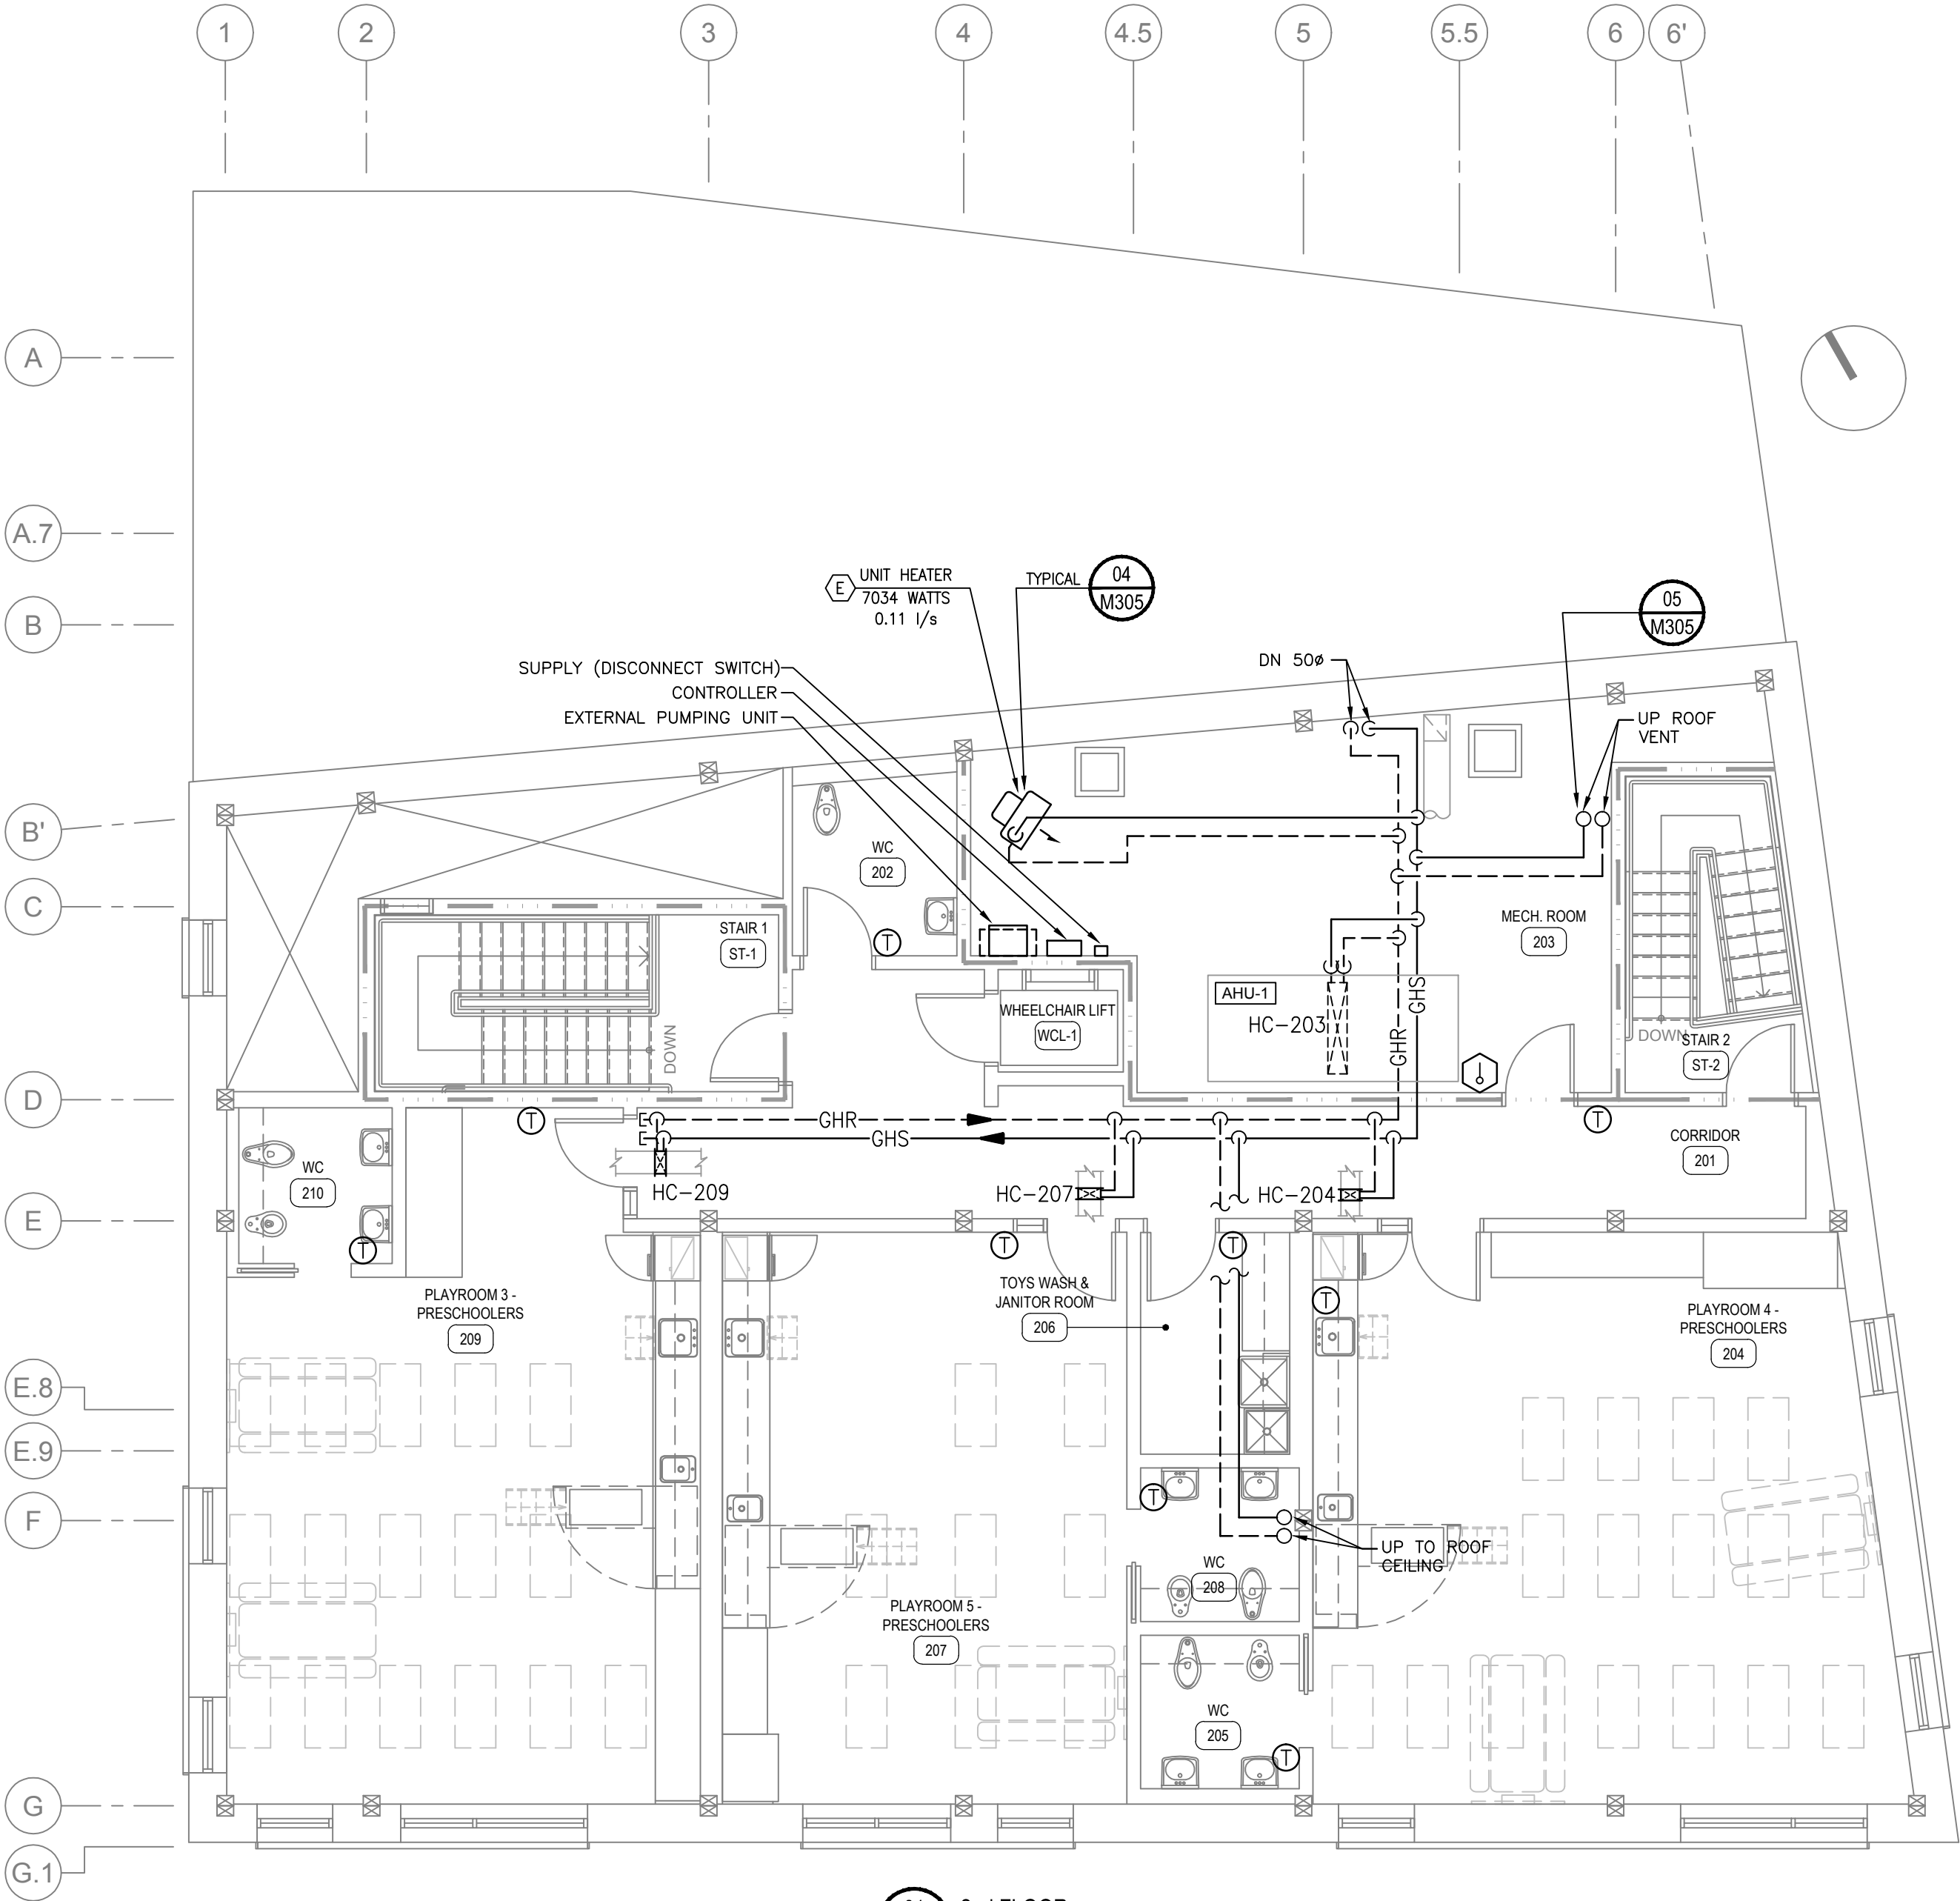 1
2
3
4
4.5
5
5.5
6
6'
A
A.7
B
B'
C
D
E
E.8
E.9
F
G
G.1
E
UNIT HEATER
7034 WATTS
0.11 l/s
TYPICAL
04
M305
05
M305
SUPPLY (DISCONNECT SWITCH)
CONTROLLER
EXTERNAL PUMPING UNIT
DN 50ø
UP ROOF
VENT
WC
202
STAIR 1
ST-1
DOWN
T
WHEELCHAIR LIFT
WCL-1
AHU-1
HC-203
GHR
GHS
MECH. ROOM
203
DOWN
STAIR 2
ST-2
T
GHR
GHS
T
CORRIDOR
201
WC
210
HC-209
HC-207
HC-204
T
T
T
T
PLAYROOM 3 -
PRESCHOOLERS
209
TOYS WASH &
JANITOR ROOM
206
PLAYROOM 4 -
PRESCHOOLERS
204
T
UP TO ROOF
CEILING
WC
208
PLAYROOM 5 -
PRESCHOOLERS
207
WC
205
T